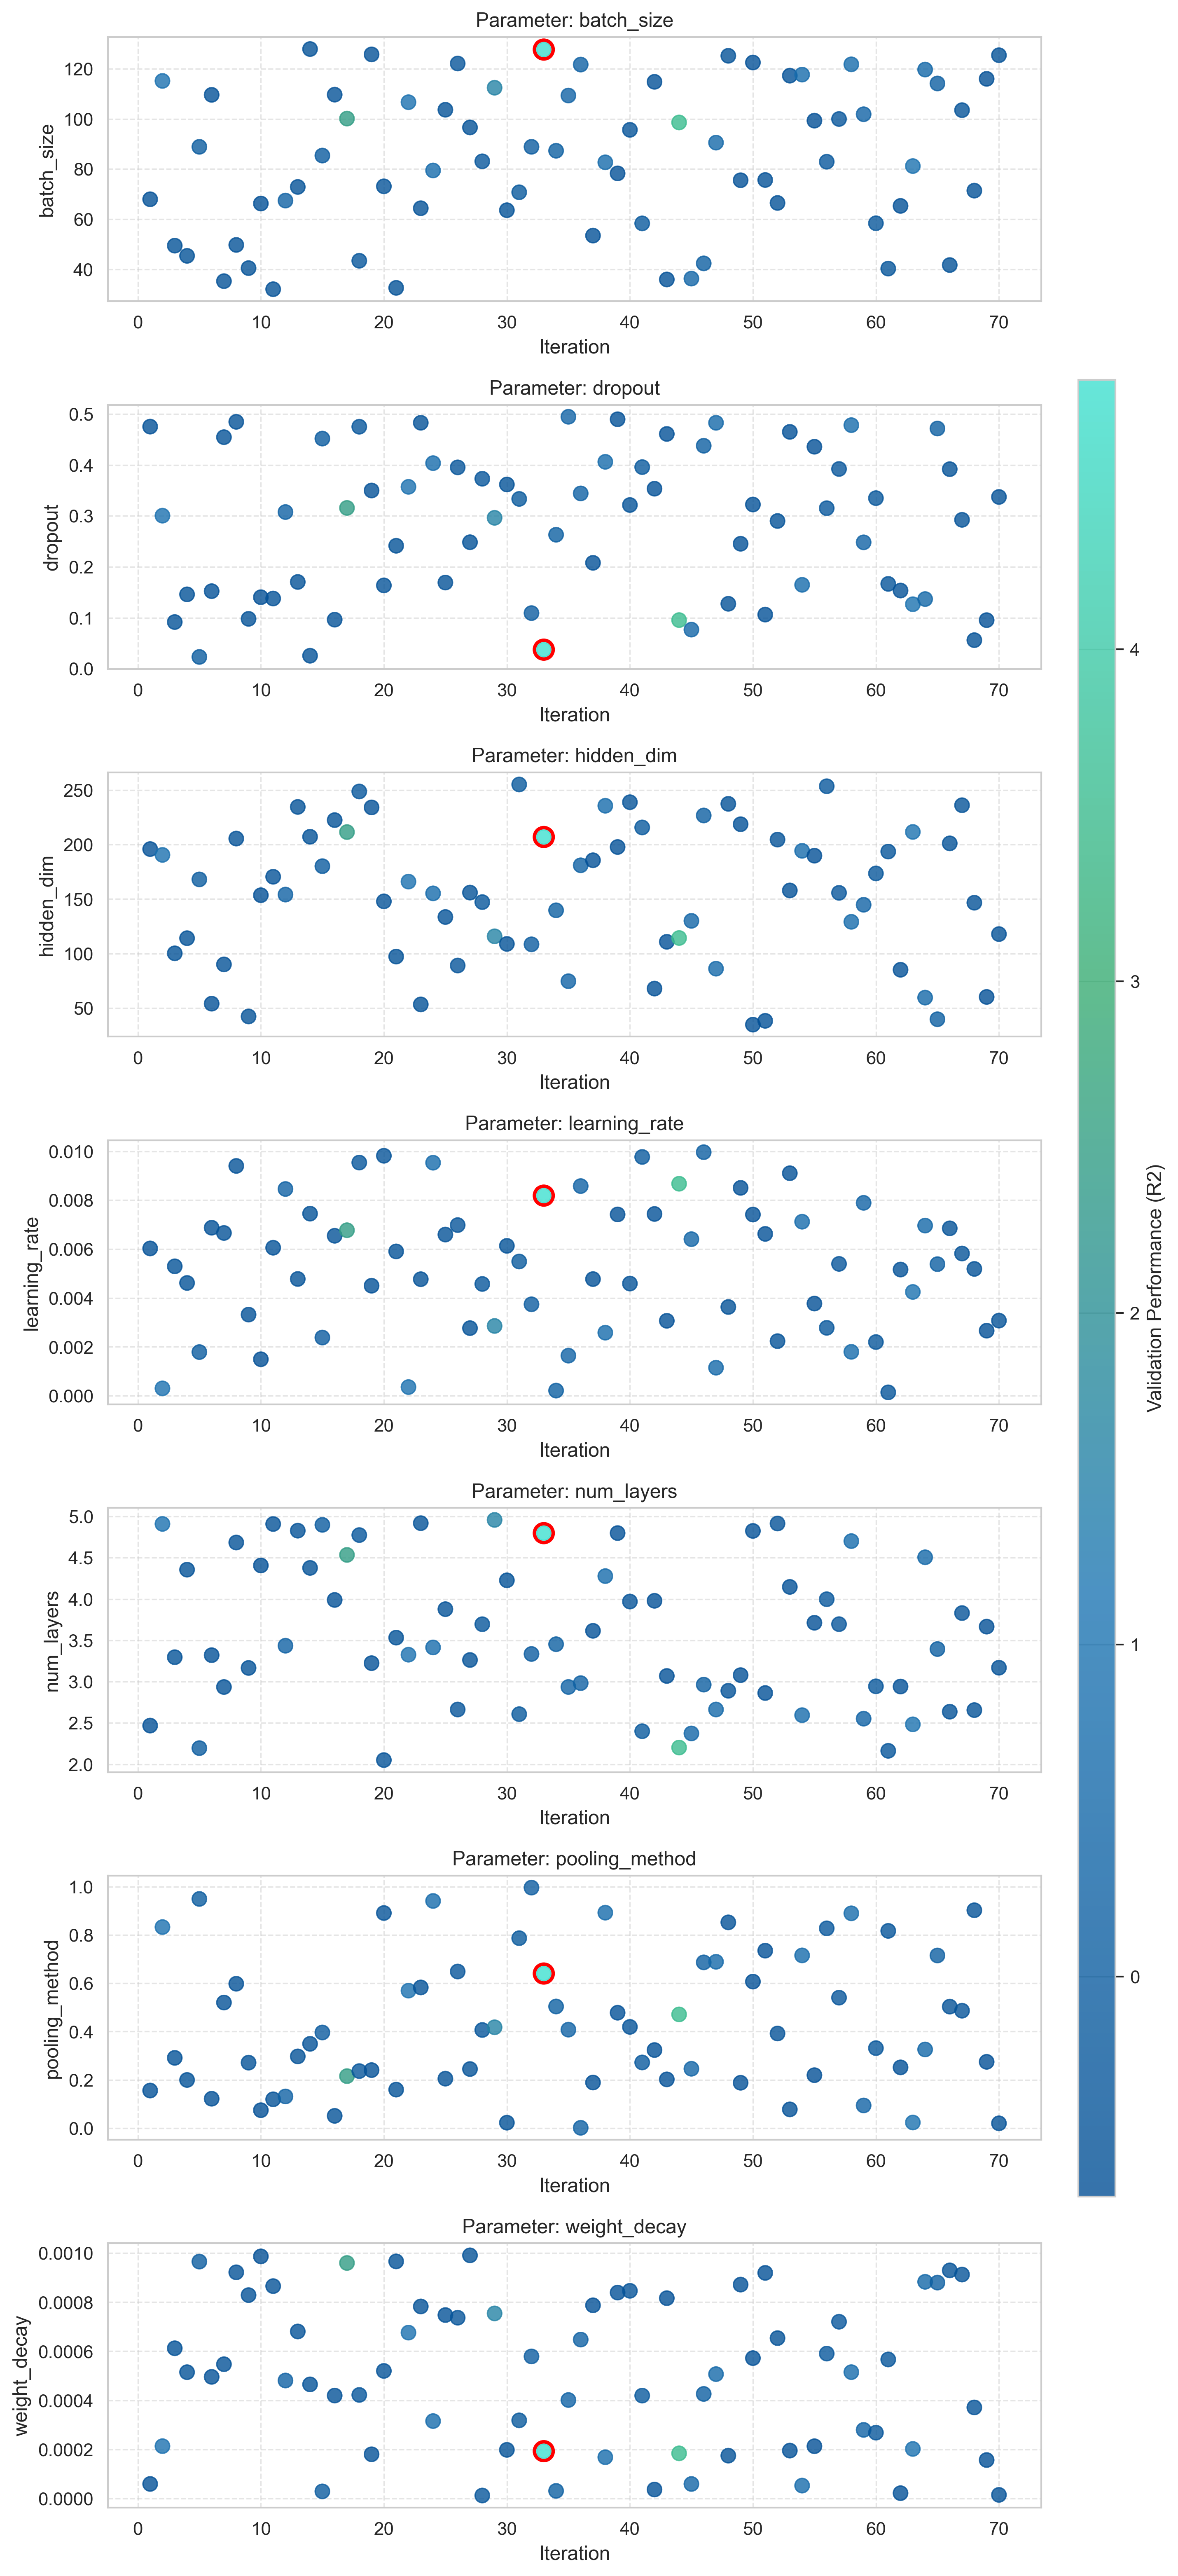 Parameter: batch_size
batch_size
120
100
80
60
40
0 10 20 30 40 50 60 70
Iteration
Parameter: dropout
dropout
0.5
0.4
0.3
0.2
0.1
0.0
0 10 20 30 40 50 60 70
Iteration
Parameter: hidden_dim
hidden_dim
250
200
150
100
50
0 10 20 30 40 50 60 70
Iteration
Parameter: learning_rate
learning_rate
0.010
0.008
0.006
0.004
0.002
0.000
0 10 20 30 40 50 60 70
Iteration
Parameter: num_layers
num_layers
5.0
4.5
4.0
3.5
3.0
2.5
2.0
0 10 20 30 40 50 60 70
Iteration
Parameter: pooling_method
pooling_method
1.0
0.8
0.6
0.4
0.2
0.0
0 10 20 30 40 50 60 70
Iteration
Parameter: weight_decay
weight_decay
0.0010
0.0008
0.0006
0.0004
0.0002
0.0000
0 10 20 30 40 50 60 70
Iteration
4
3
2
1
0
Validation Performance (R2)